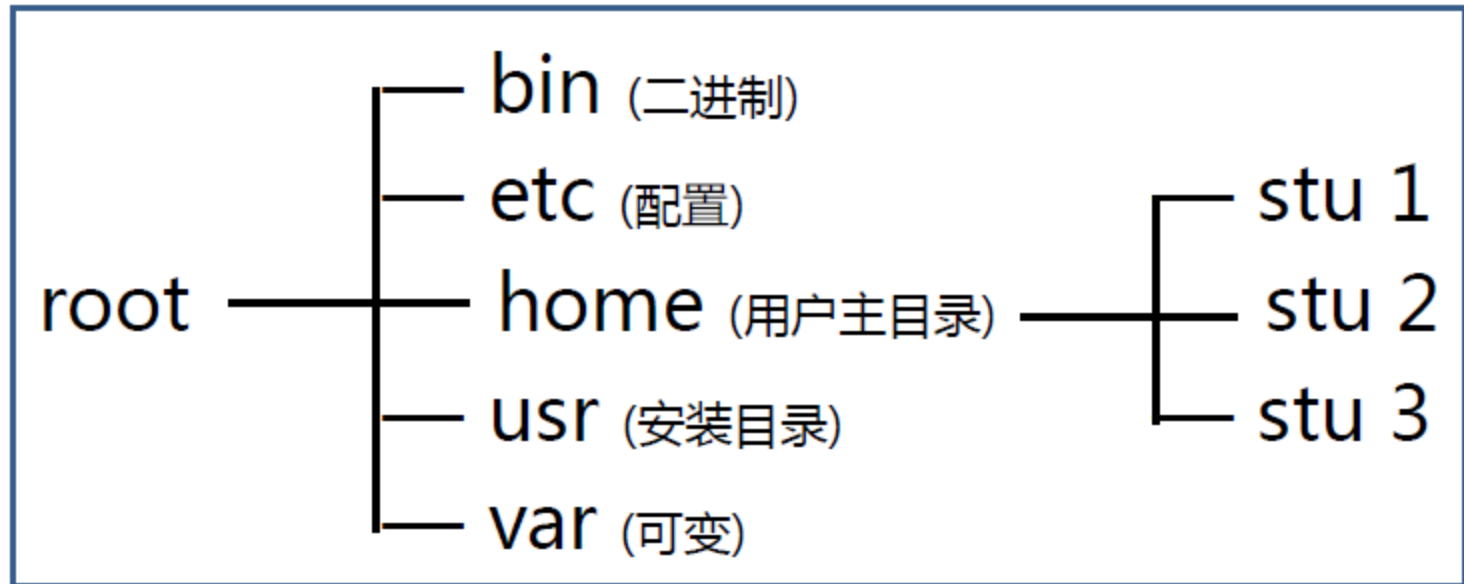 bin (二进制)
etc (配置)
stu 1
root
home (用户主目录)
stu 2
usr (安装目录)
stu 3
var (可变)